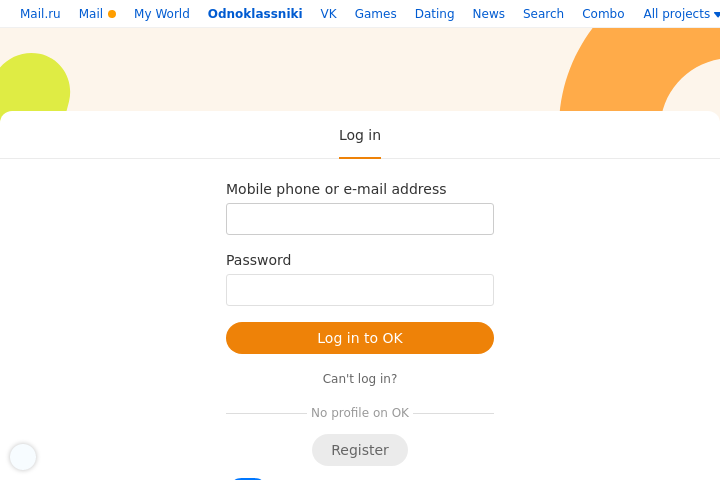 Mail.ru Mail My World Odnoklassniki VK Games Dating News Search Combo All projects
Log in
Mobile phone or e-mail address
Password
Log in to OK
Can't log in?
No profile on OK
Register